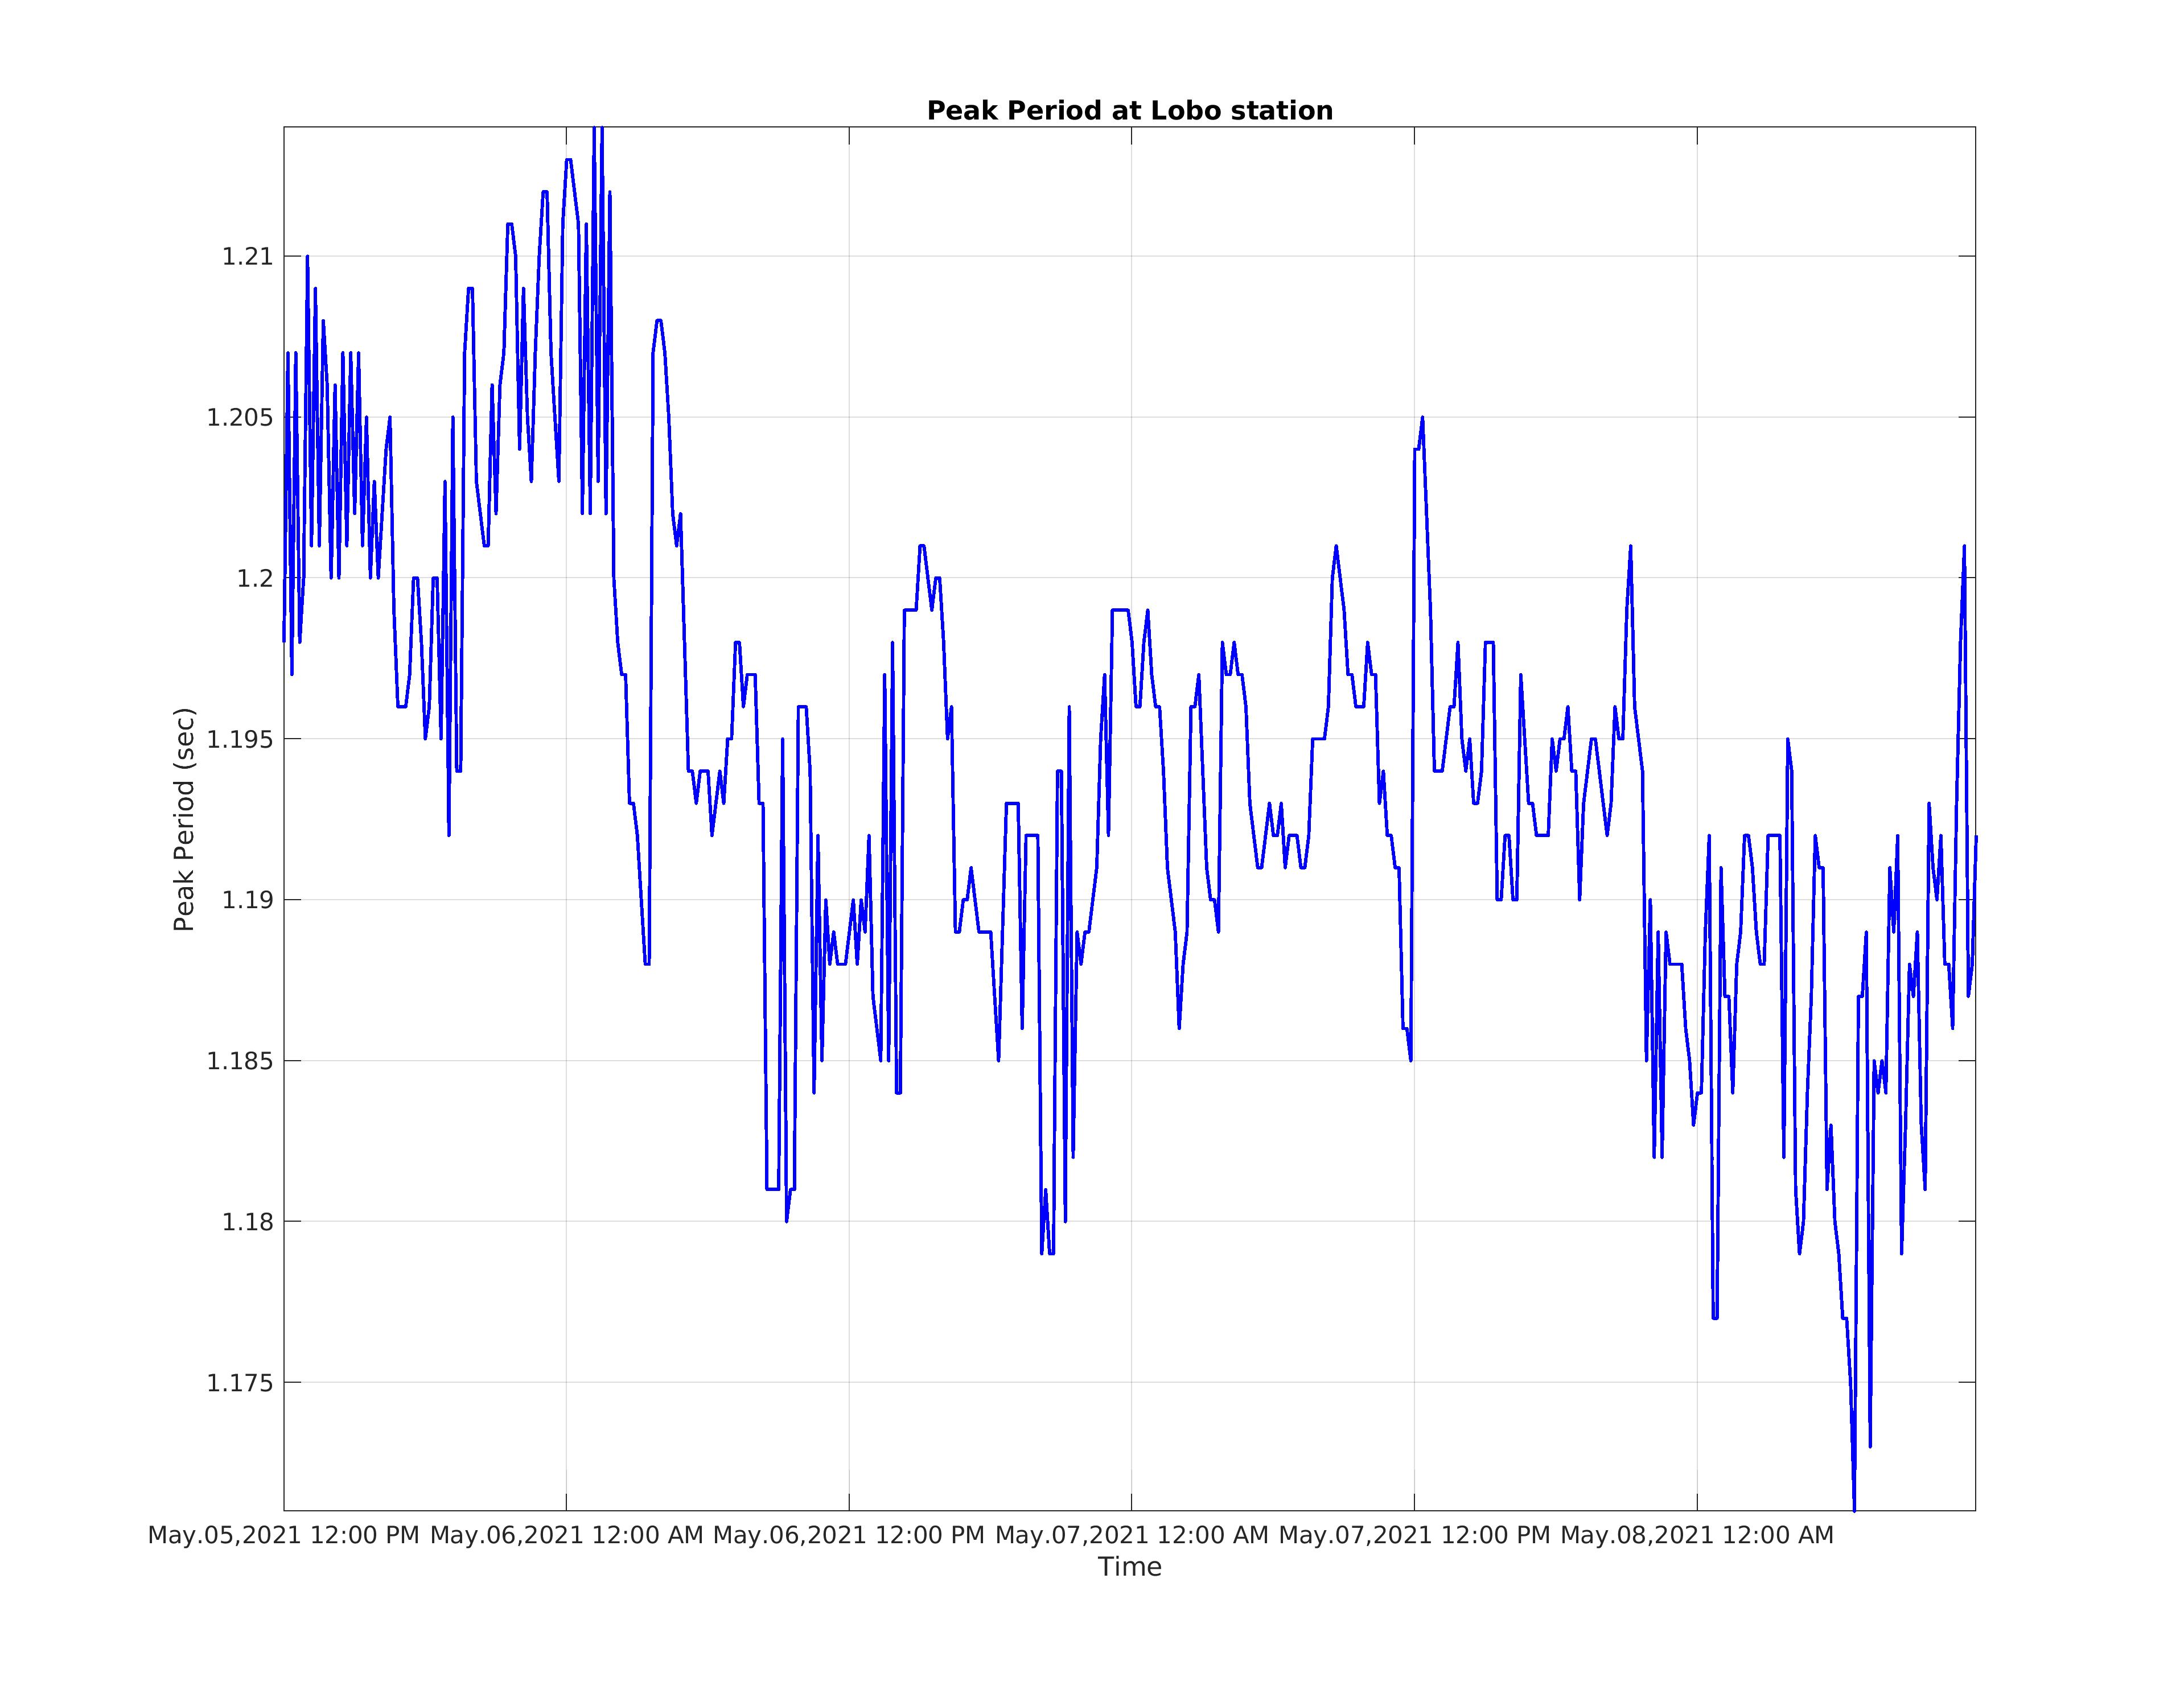 Peak Period at Lobo station
1.21
1.205
1.2
1.195
1.19
1.185
1.18
1.175
Peak Period (sec)
May.05,2021 12:00 PM May.06,2021 12:00 AM May.06,2021 12:00 PM May.07,2021 12:00 AM May.07,2021 12:00 PM May.08,2021 12:00 AM
Time